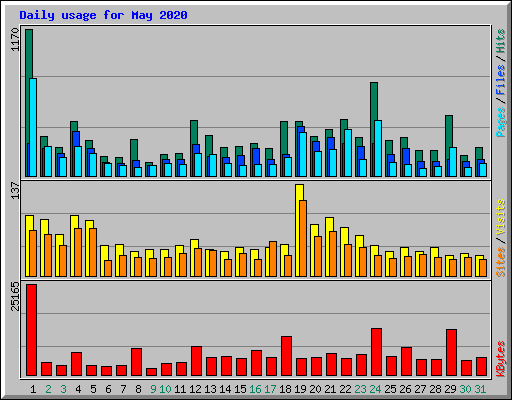 Daily usage for May 2020
1170
Pages / Files / Hits
137
Sites / Visits
25165
KBytes
1 2 3 4 5 6 7 8 9 10 11 12 13 14 15 16 17 18 19 20 21 22 23 24 25 26 27 28 29 30 31